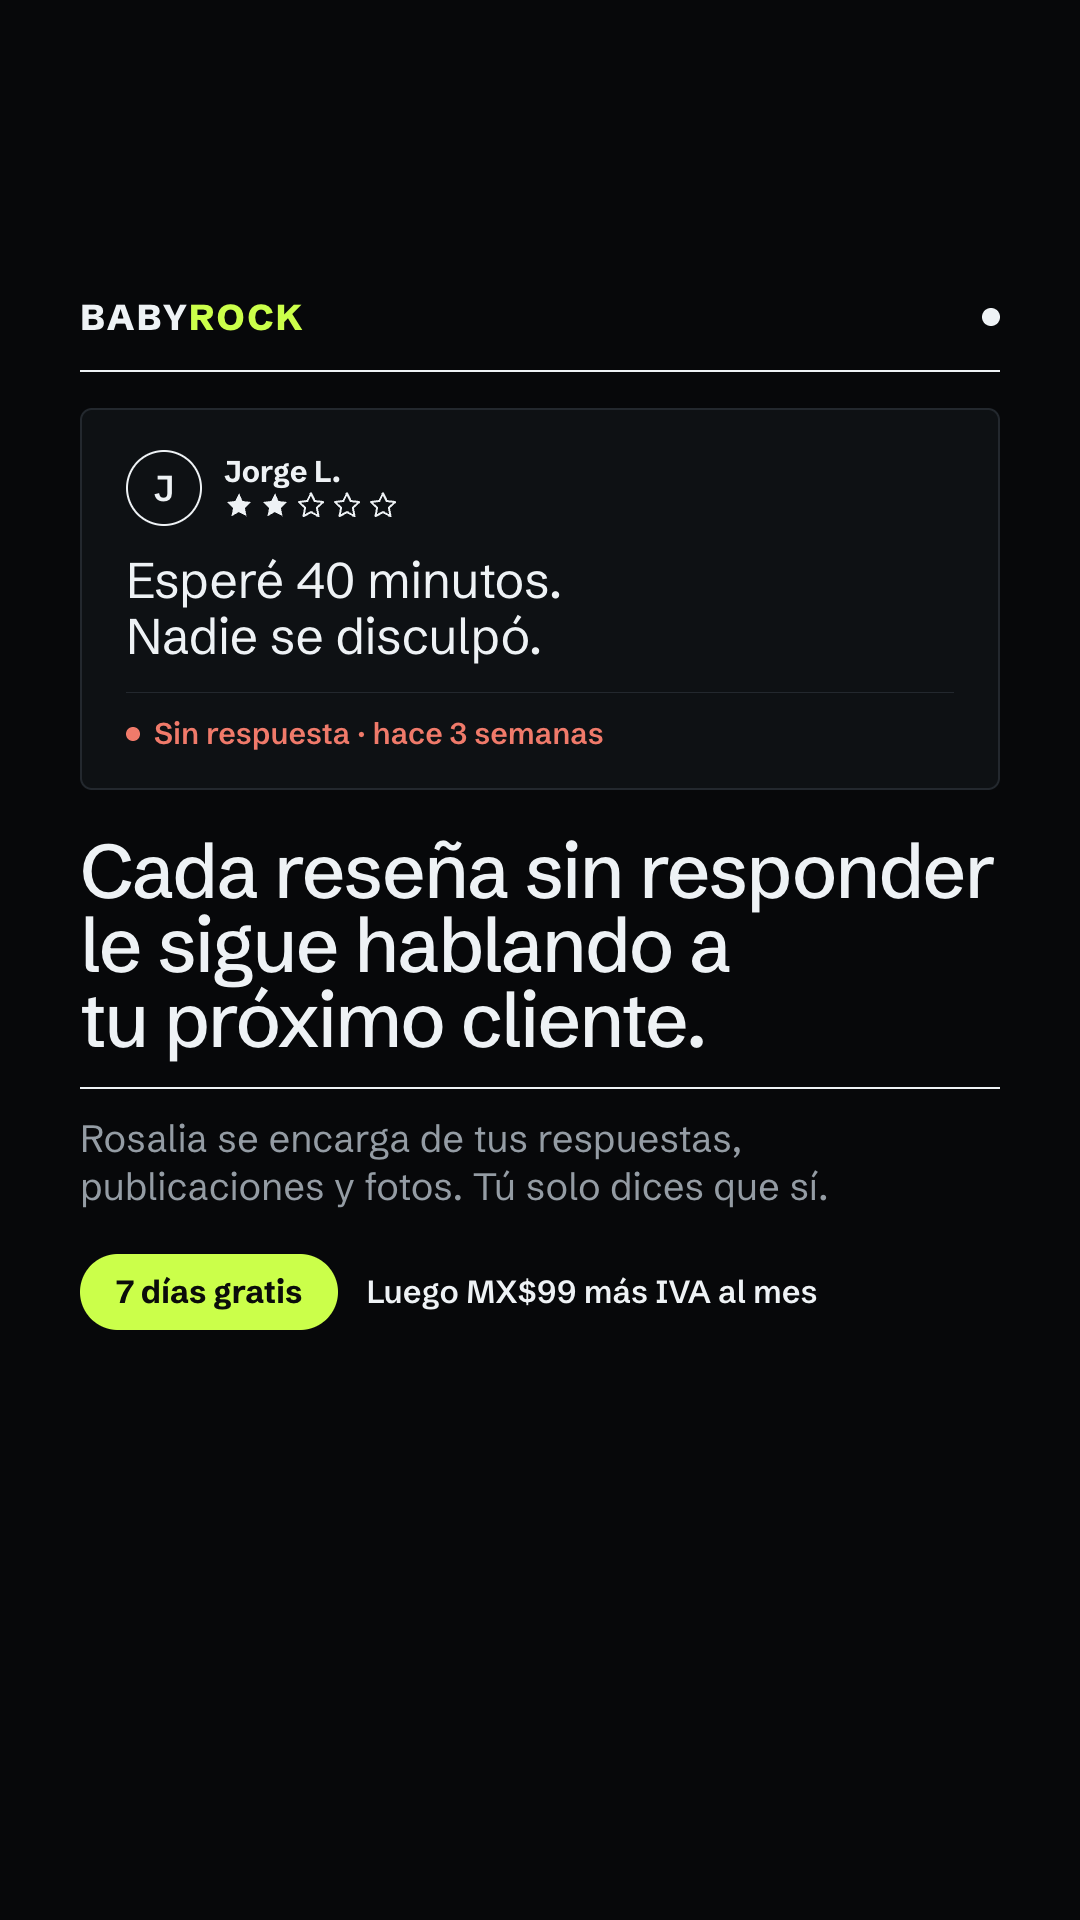 BABYROCK
J
Jorge L.
Esperé 40 minutos.
Nadie se disculpó.
Sin respuesta · hace 3 semanas
Cada reseña sin responder
le sigue hablando a
tu próximo cliente.
Rosalia se encarga de tus respuestas,
publicaciones y fotos. Tú solo dices que sí.
7 días gratis
Luego MX$99 más IVA al mes